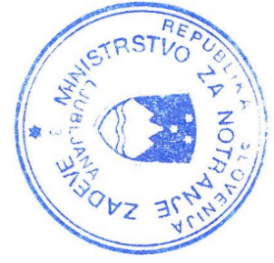 REPUBLIKA SLOVENIJA
MINISTRSTVO ZA NOTRANJE ZADEVE
LJUBLJANA
3